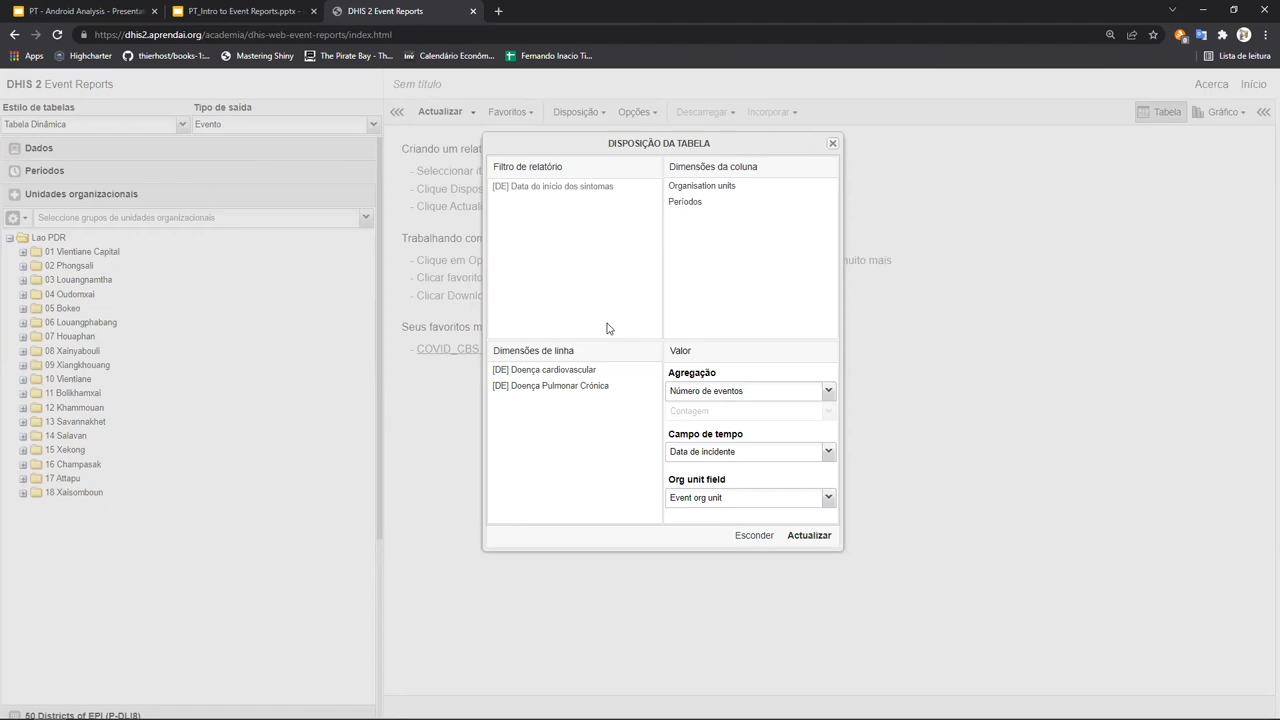 PT - Android Analysis - Presenta
PT_Intro to Event Reports.pptx -
DHIS 2 Event Reports
https://dhis2.aprendai.org/academia/dhis-web-event-reports/index.html
Apps
Highcharter
thierhost/books-1:...
Mastering Shiny
The Pirate Bay - Th...
Calendário Econôm...
Fernando Inacio Ti...
Lista de leitura
DHIS 2 Event Reports
Sem título
Acerca
Início
Estilo de tabelas
Tipo de saída
Tabela Dinâmica
Evento
Actualizar
Favoritos
Disposição
Opções
Descarregar
Incorporar
Tabela
Gráfico
Dados
Períodos
Unidades organizacionais
Seleccione grupos de unidades organizacionais
Lao PDR
01 Vientiane Capital
02 Phongsali
03 Louangnamtha
04 Oudomxai
05 Bokeo
06 Louangphabang
07 Houaphan
08 Xainyabouli
09 Xiangkhouang
10 Vientiane
11 Bolikhamxai
12 Khammouan
13 Savannakhet
14 Salavan
15 Xekong
16 Champasak
17 Attapu
18 Xaisomboun
50 Districts of EPI (P-DLI8)
Criando um relat
- Seleccionar it
- Clique Dispos
- Clique Actuali
Trabalhando com
- Clique em Op
muito mais
- Clicar favorito
- Clicar Downlo
Seus favoritos m
- COVID_CBS_
DISPOSIÇÃO DA TABELA
Filtro de relatório
[DE] Data do início dos sintomas
Dimensões da coluna
Organisation units
Períodos
Dimensões de linha
[DE] Doença cardiovascular
[DE] Doença Pulmonar Crónica
Valor
Agregação
Número de eventos
Contagem
Campo de tempo
Data de incidente
Org unit field
Event org unit
Esconder
Actualizar